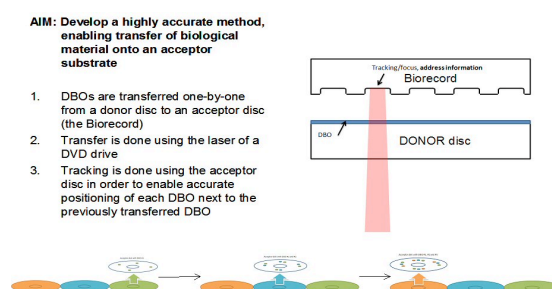 AIM: Develop a highly accurate method,
enabling transfer of biological
material onto an acceptor
substrate
1. DBOs are transferred one-by-one
from a donor disc to an acceptor disc
(the Biorecord)
2. Transfer is done using the laser of a
DVD drive
3. Tracking is done using the acceptor
disc in order to enable accurate
positioning of each DBO next to the
previously transferred DBO
Tracking/focus, address information
Biorecord
DBO
DONOR disc